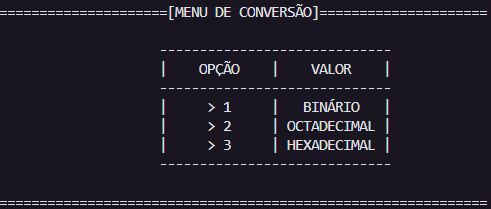 =====================[MENU DE CONVERSÃO]=====================
-----------------------------
|    OPÇÃO    |    VALOR    |
-----------------------------
|     > 1     |   BINÁRIO   |
|     > 2     | OCTADECIMAL |
|     > 3     | HEXADECIMAL |
-----------------------------
=============================================================